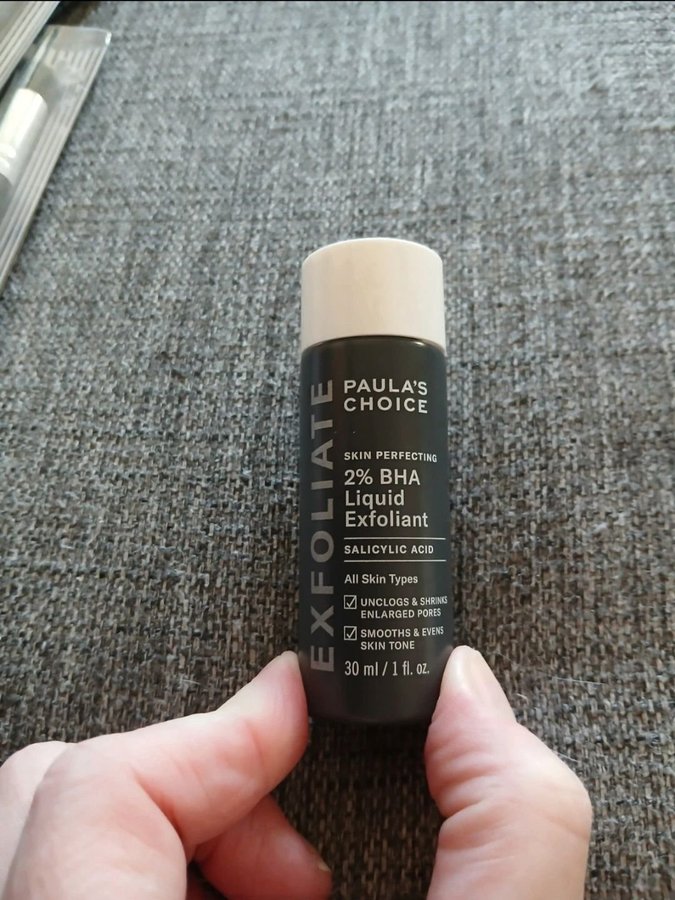 EXFOLIATE
PAULA'S
CHOICE
SKIN PERFECTING
2% BHA
Liquid
Exfoliant
SALICYLIC ACID
All Skin Types
UNCLOGS & SHRINKS
ENLARGED PORES
SMOOTHS & EVENS
SKIN TONE
30 ml / 1 fl. oz.